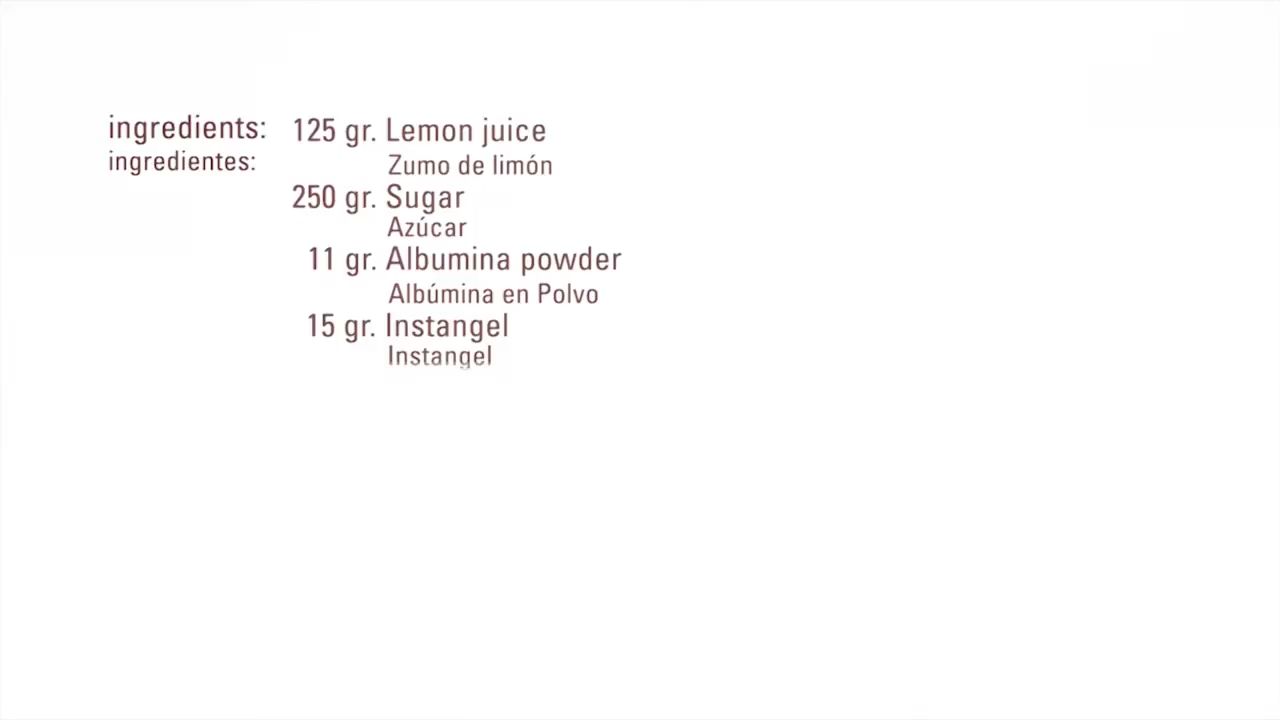 ingredients: 125 gr. Lemon juice
ingredientes: Zumo de limón
250 gr. Sugar
Azúcar
11 gr. Albumina powder
Albúmina en Polvo
15 gr. Instangel
Instangel